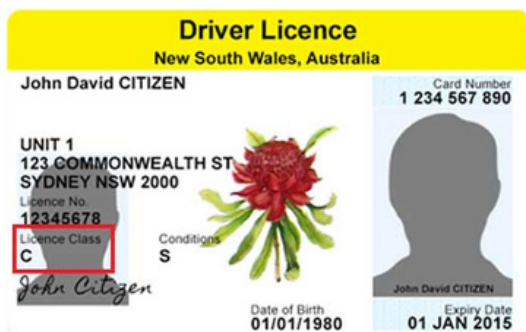 Driver Licence
New South Wales, Australia
John David CITIZEN
Card Number
1 234 567 890
UNIT 1
123 COMMONWEALTH ST
SYDNEY NSW 2000
Licence No.
12345678
Licence Class
C
Conditions
S
John Citizen
John David CITIZEN
Date of Birth
01/01/1980
Expiry Date
01 JAN 2015